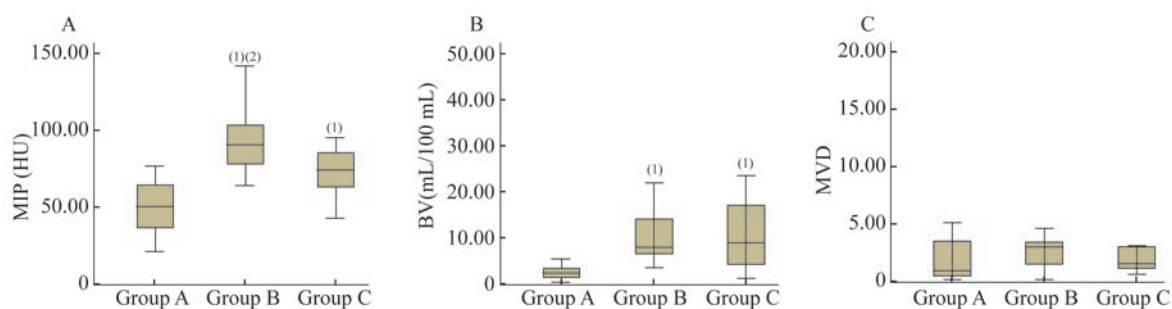 A
MIP (HU)
150.00
100.00
50.00
0
(1)(2)
(1)
Group A Group B Group C
B
BV(mL/100 mL)
50.00
40.00
30.00
20.00
10.00
0
(1)
(1)
Group A Group B Group C
C
MVD
20.00
15.00
10.00
5.00
0
Group A Group B Group C